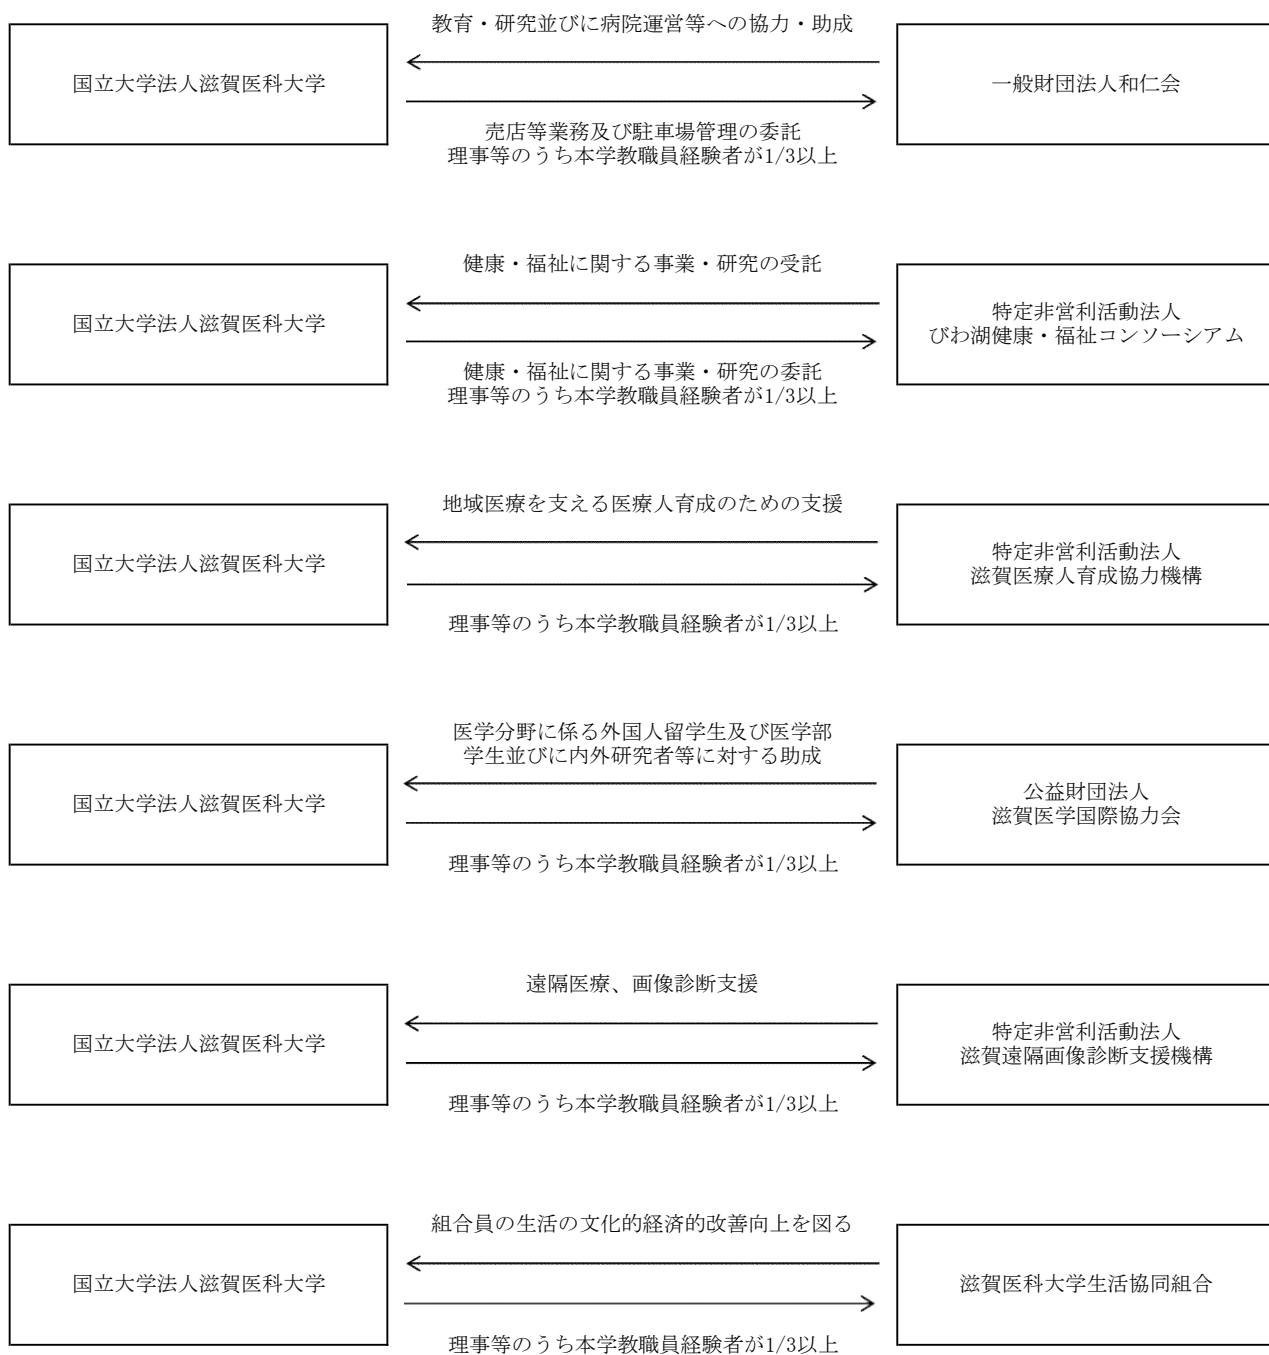 教育・研究並びに病院運営等への協力・助成
国立大学法人滋賀医科大学
一般財団法人和仁会
売店等業務及び駐車場管理の委託
理事等のうち本学教職員経験者が1/3以上
健康・福祉に関する事業・研究の受託
国立大学法人滋賀医科大学
特定非営利活動法人
びわ湖健康・福祉コンソーシアム
健康・福祉に関する事業・研究の委託
理事等のうち本学教職員経験者が1/3以上
地域医療を支える医療人育成のための支援
国立大学法人滋賀医科大学
特定非営利活動法人
滋賀医療人育成協力機構
理事等のうち本学教職員経験者が1/3以上
医学分野に係る外国人留学生及び医学部
学生並びに内外研究者等に対する助成
国立大学法人滋賀医科大学
公益財団法人
滋賀医学国際協力会
理事等のうち本学教職員経験者が1/3以上
遠隔医療、画像診断支援
国立大学法人滋賀医科大学
特定非営利活動法人
滋賀遠隔画像診断支援機構
理事等のうち本学教職員経験者が1/3以上
組合員の生活の文化的経済的改善向上を図る
国立大学法人滋賀医科大学
滋賀医科大学生活協同組合
理事等のうち本学教職員経験者が1/3以上